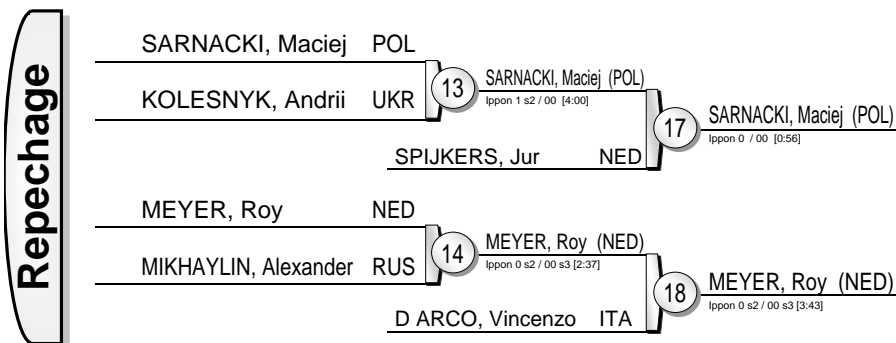 Repechage
SARNACKI, Maciej POL
KOLESNYK, Andrii UKR
13
SARNACKI, Maciej (POL)
Ippon 1 s2 / 00 [4:00]
SPIJKERS, Jur NED
17
SARNACKI, Maciej (POL)
Ippon 0 / 00 [0:56]
MEYER, Roy NED
MIKHAYLIN, Alexander RUS
14
MEYER, Roy (NED)
Ippon 0 s2 / 00 s3 [2:37]
D ARCO, Vincenzo ITA
18
MEYER, Roy (NED)
Ippon 0 s2 / 00 s3 [3:43]